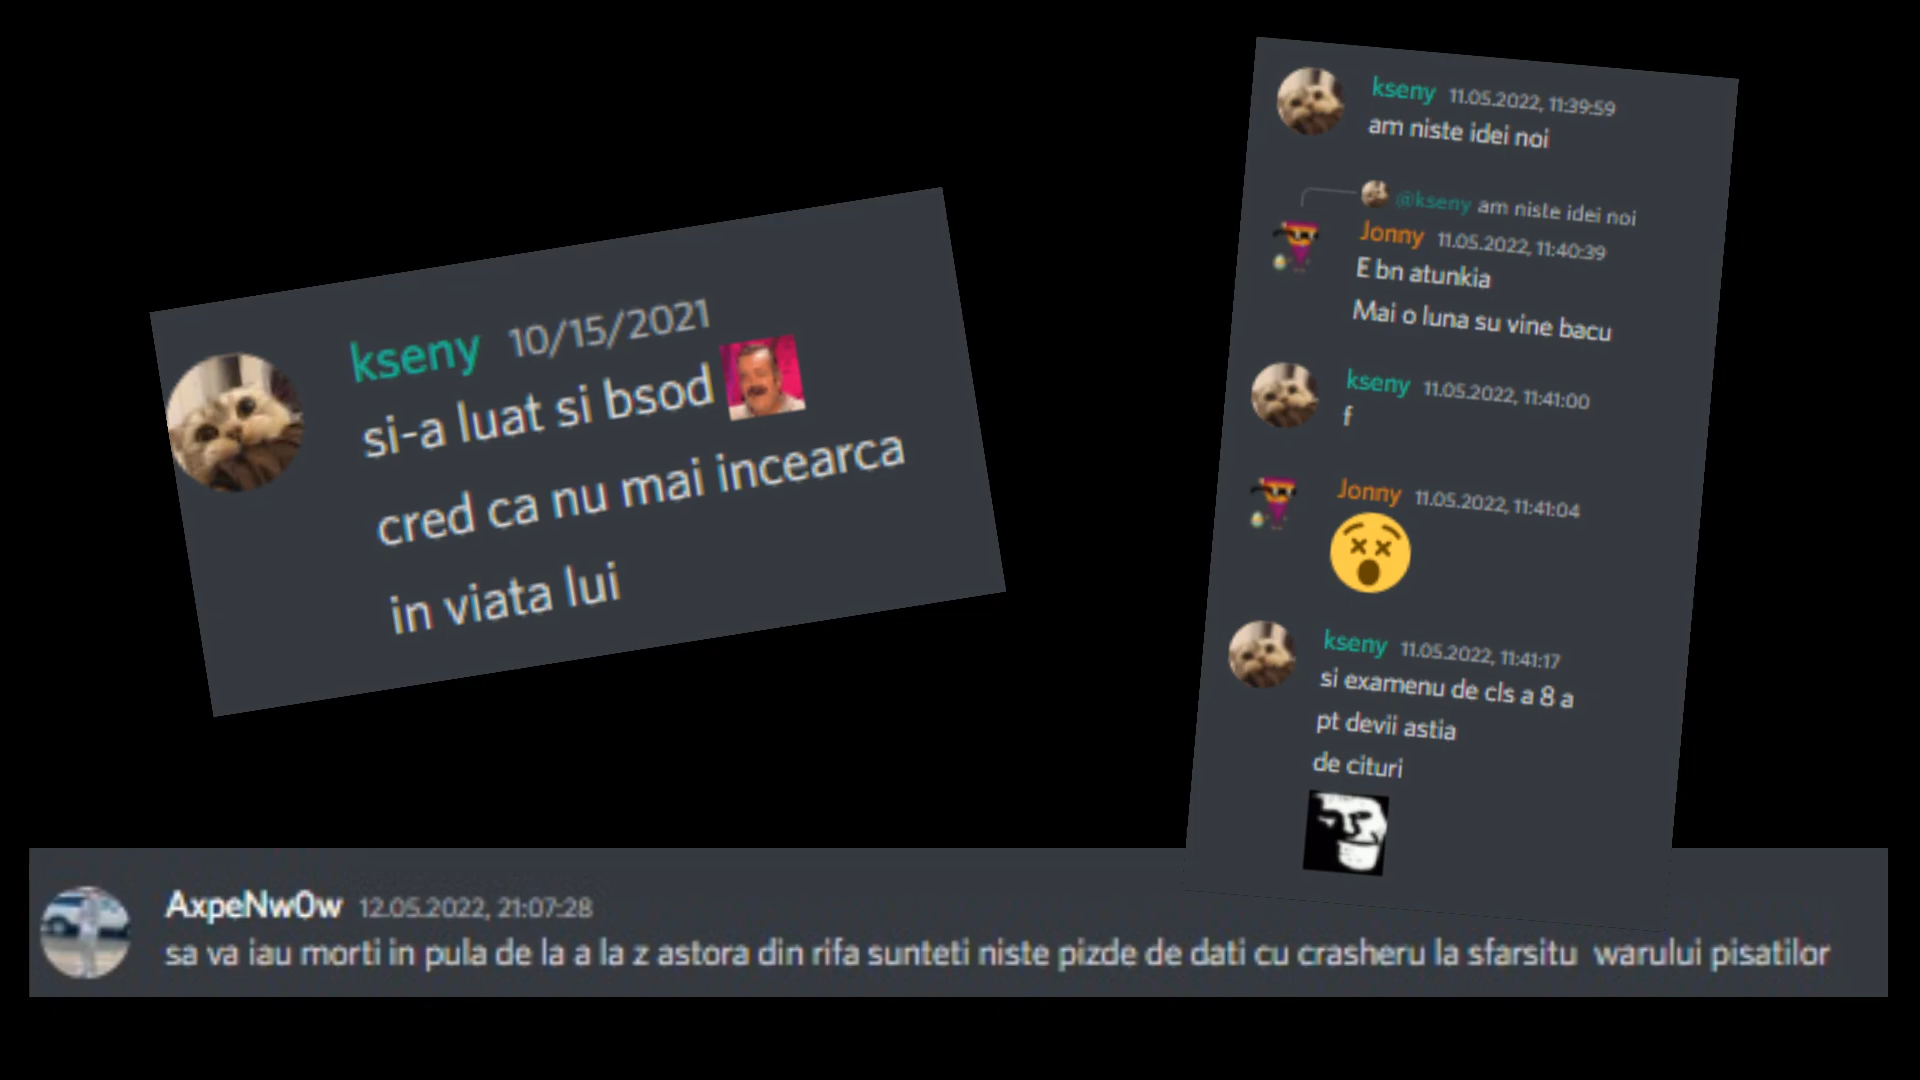 kseny 10/15/2021
si-a luat si bsod
cred ca nu mai incearca
in viata lui
kseny 11.05.2022, 11:39:59
am niste idei noi
@kseny am niste idei noi
Jonny 11.05.2022, 11:40:39
E bn atunkia
Mai o luna su vine bacu
kseny 11.05.2022, 11:41:00
f
Jonny 11.05.2022, 11:41:04
kseny 11.05.2022, 11:41:17
si examenu de cls a 8 a
pt devii astia
de cituri
AxpeNw0w 12.05.2022, 21:07:28
sa va iau morti in pula de la a la z astora din rifa sunteti niste pizde de dati cu crasheru la sfarsitu warului pisatilor